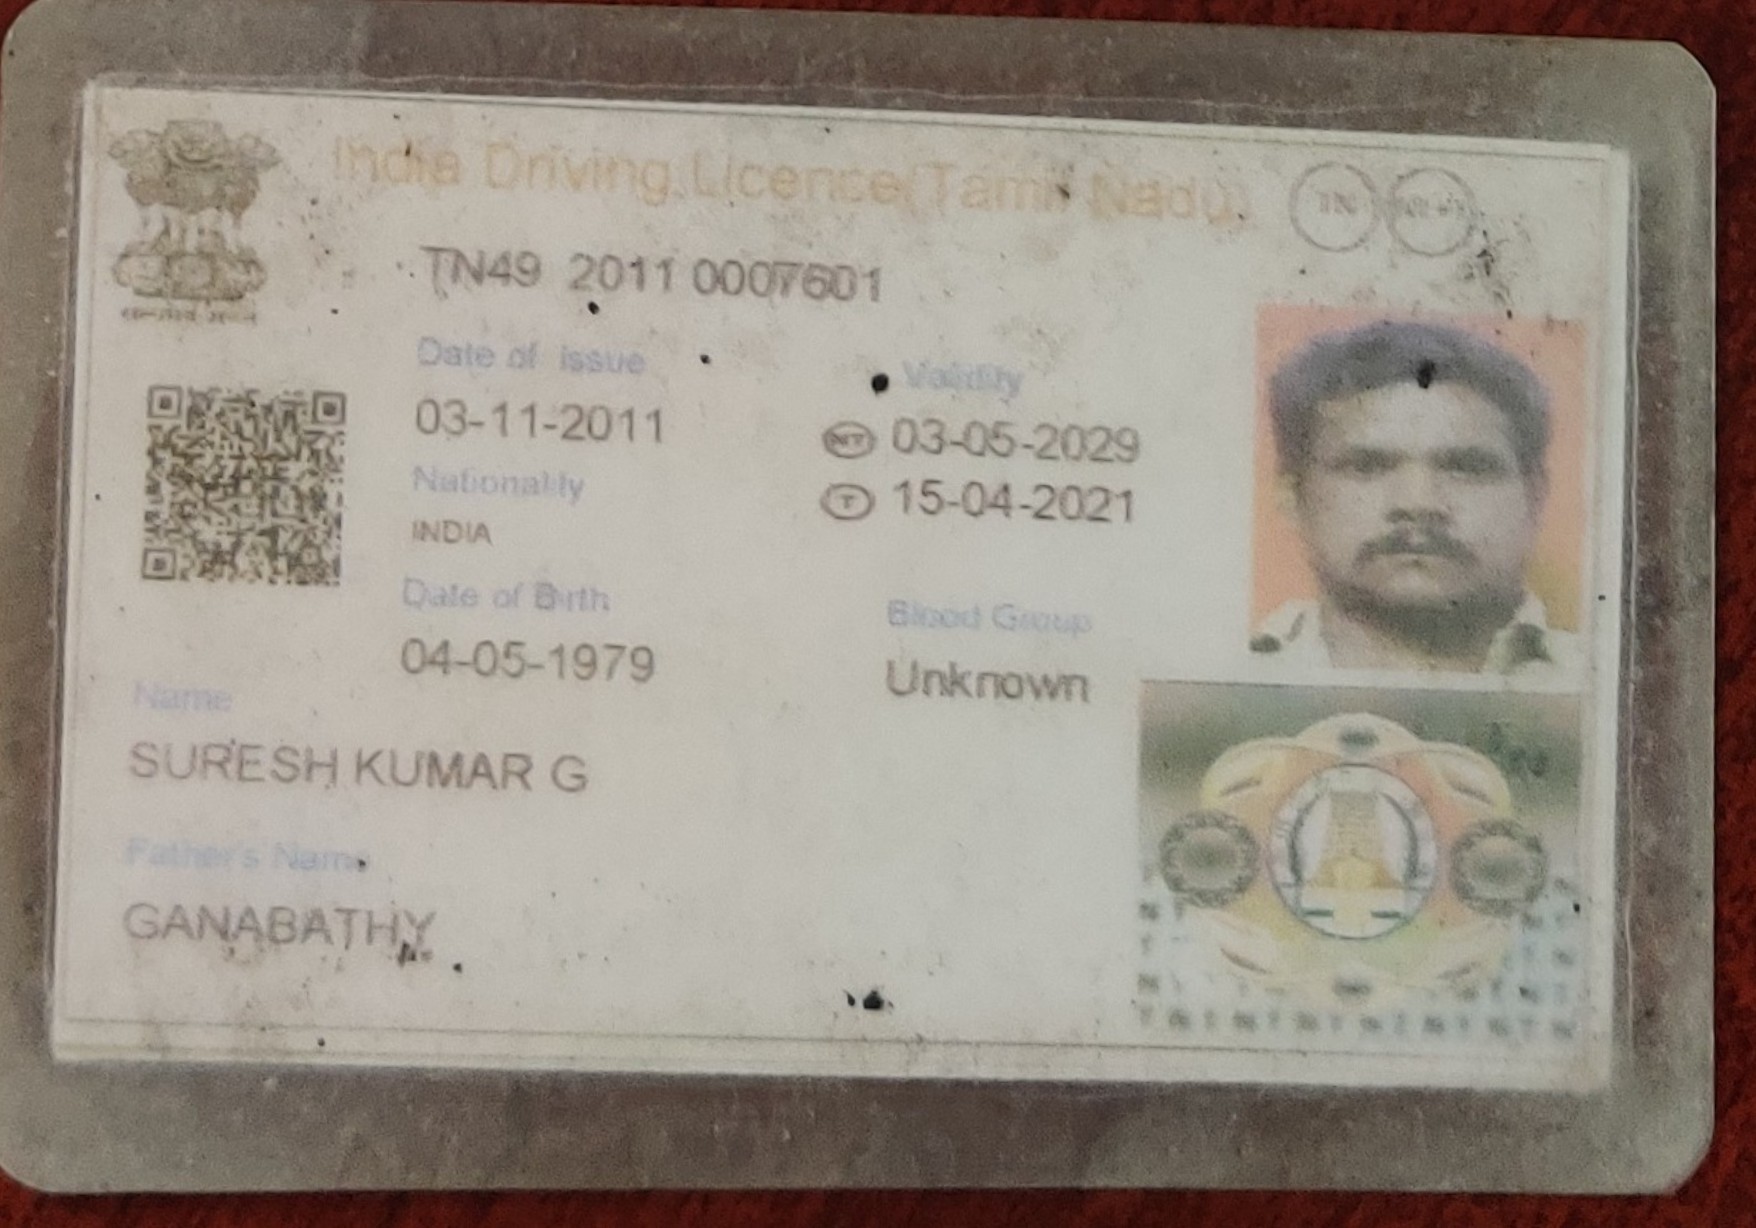 India Driving Licence(Tamil Nadu)
TN
TN49 2011 0007601
Date of issue
Validity
03-11-2011
NT 03-05-2029
Nationality
T 15-04-2021
INDIA
Date of Birth
Blood Group
04-05-1979
Unknown
Name
SURESH KUMAR G
Father's Name
GANABATHY